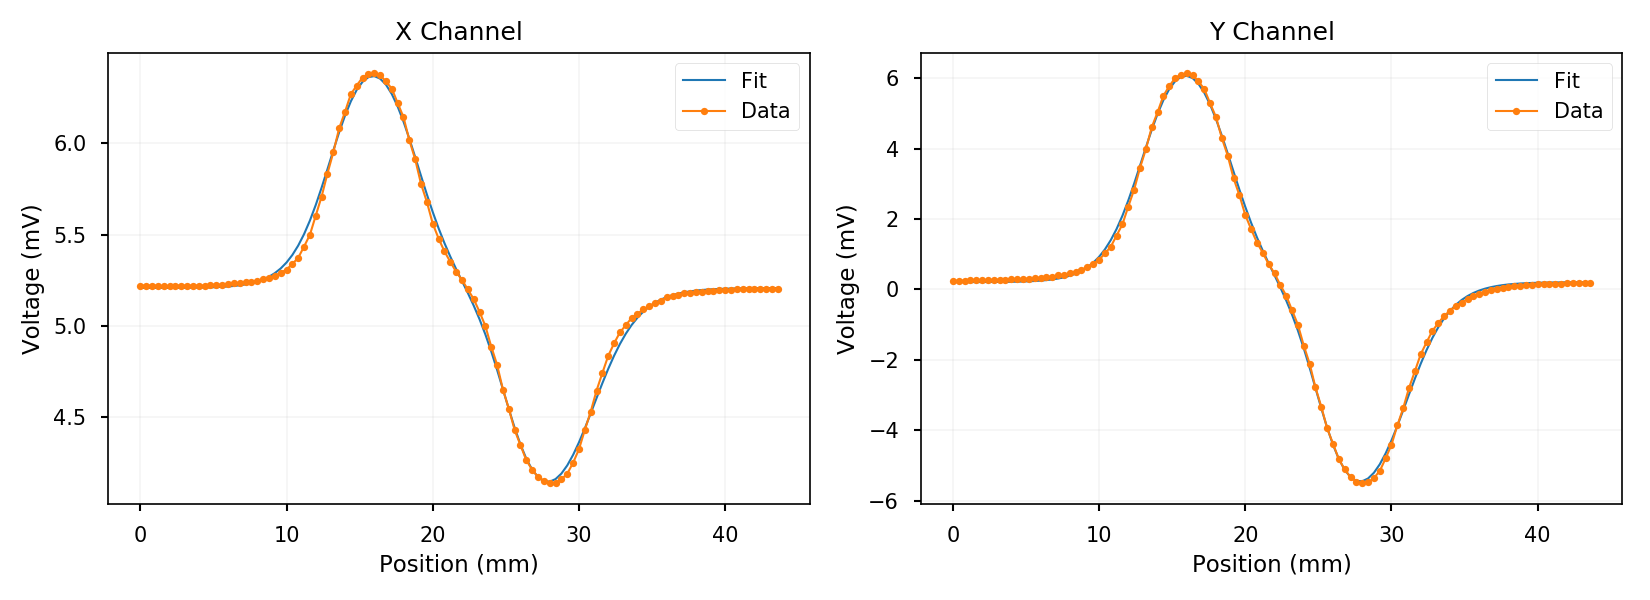 X Channel
Voltage (mV)
6.0
5.5
5.0
4.5
0
10
20
30
40
Position (mm)
Fit
Data
Y Channel
Voltage (mV)
6
4
2
0
−2
−4
−6
0
10
20
30
40
Position (mm)
Fit
Data